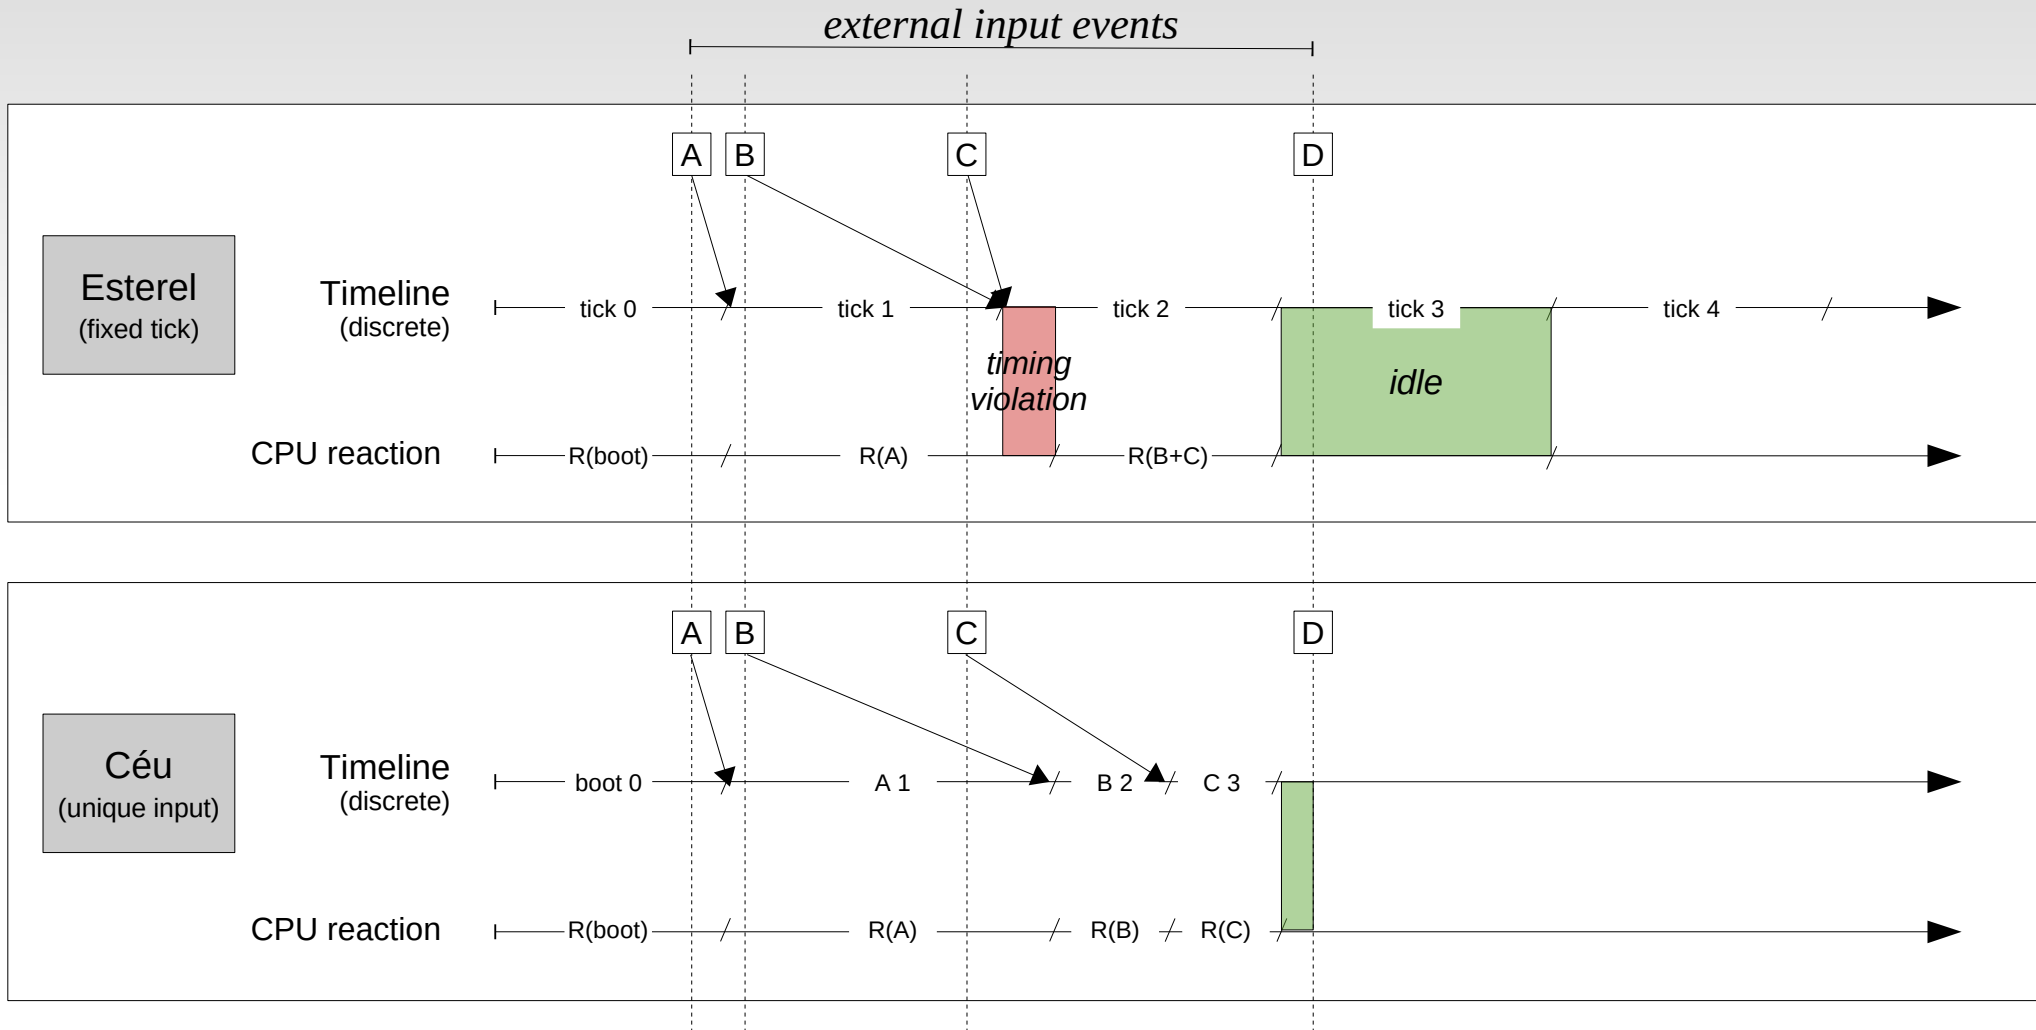 external input events
A B C D
Esterel
(fixed tick)
Timeline
(discrete)
tick 0 tick 1 tick 2 tick 3 tick 4
timing
violation
idle
CPU reaction
R(boot) R(A) R(B+C)
A B C D
Céu
(unique input)
Timeline
(discrete)
boot 0 A 1 B 2 C 3
CPU reaction
R(boot) R(A) R(B) R(C)